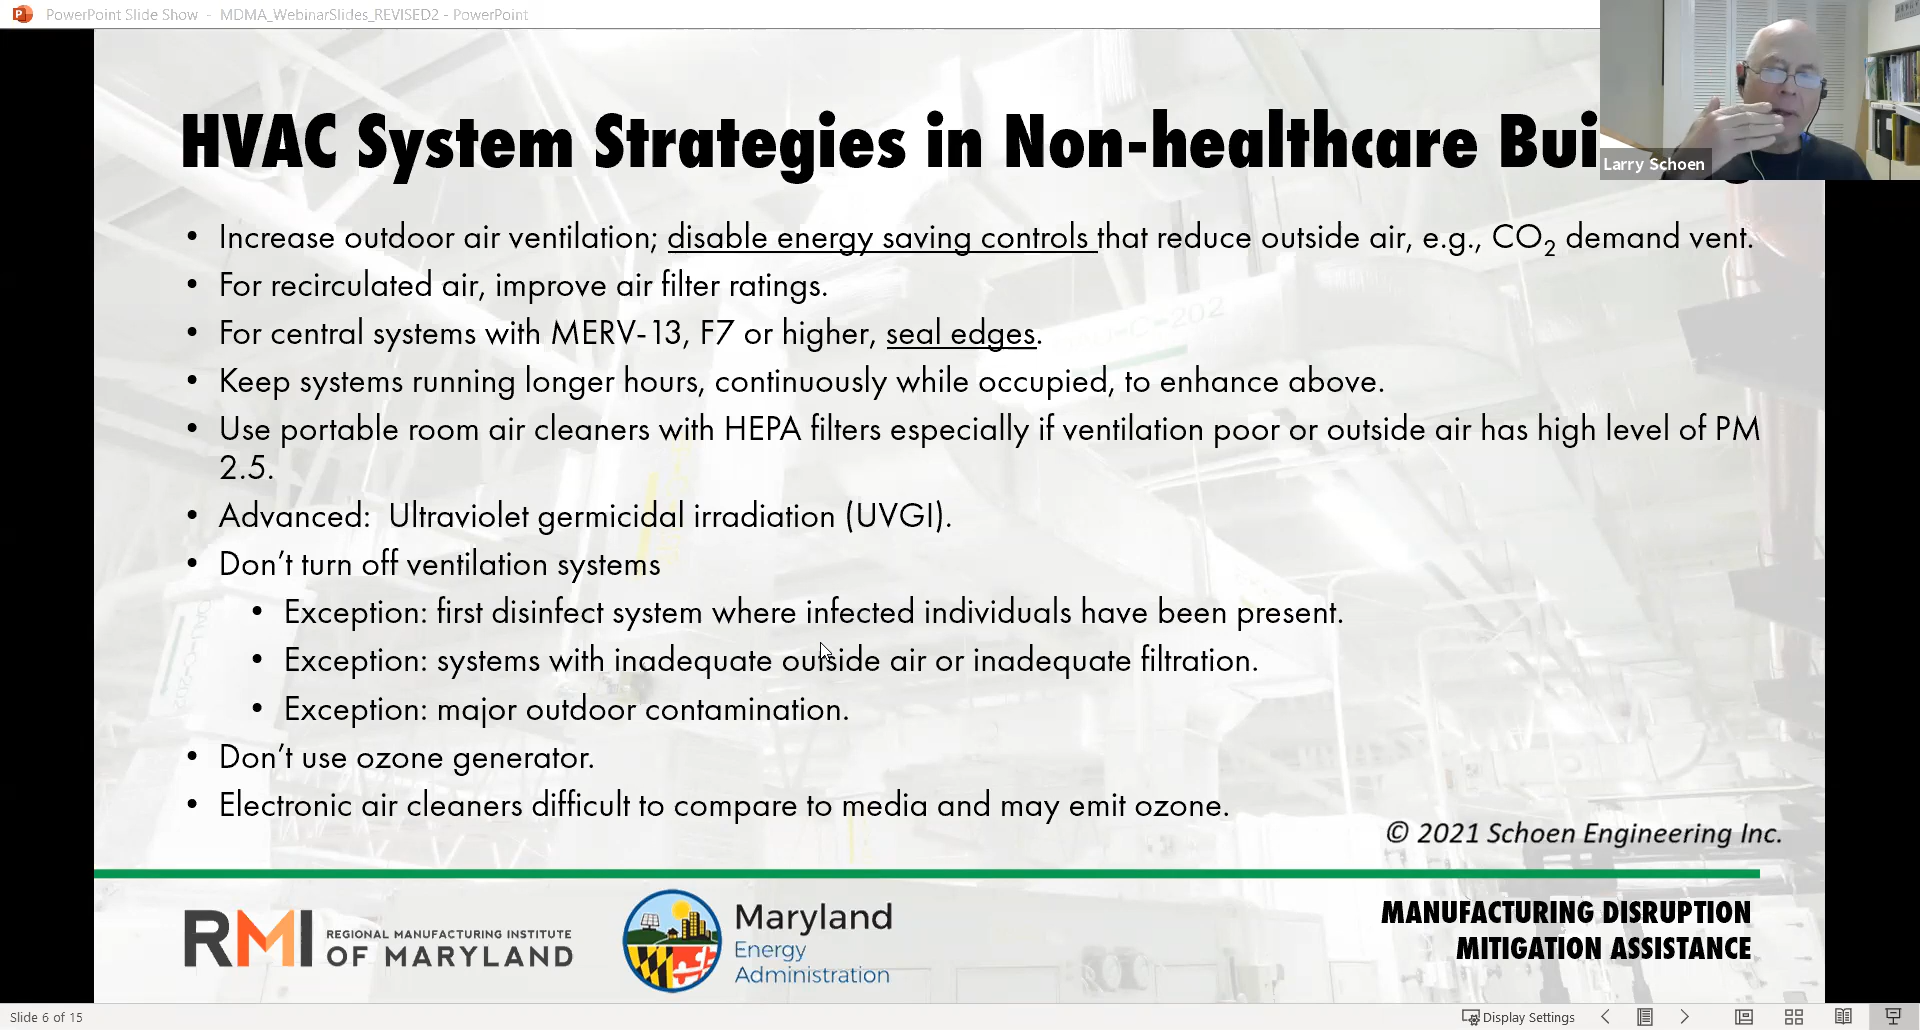 PowerPoint Slide Show - MDMA_WebinarSlides_REVISED2 - PowerPoint
HVAC System Strategies in Non-healthcare Bui
Larry Schoen
• Increase outdoor air ventilation; disable energy saving controls that reduce outside air, e.g., CO2 demand vent.
• For recirculated air, improve air filter ratings.
• For central systems with MERV-13, F7 or higher, seal edges.
• Keep systems running longer hours, continuously while occupied, to enhance above.
• Use portable room air cleaners with HEPA filters especially if ventilation poor or outside air has high level of PM
2.5.
• Advanced:  Ultraviolet germicidal irradiation (UVGI).
• Don’t turn off ventilation systems
• Exception: first disinfect system where infected individuals have been present.
• Exception: systems with inadequate outside air or inadequate filtration.
• Exception: major outdoor contamination.
• Don’t use ozone generator.
• Electronic air cleaners difficult to compare to media and may emit ozone.
© 2021 Schoen Engineering Inc.
RMI REGIONAL MANUFACTURING INSTITUTE
OF MARYLAND
Maryland
Energy
Administration
MANUFACTURING DISRUPTION
MITIGATION ASSISTANCE
Slide 6 of 15
Display Settings